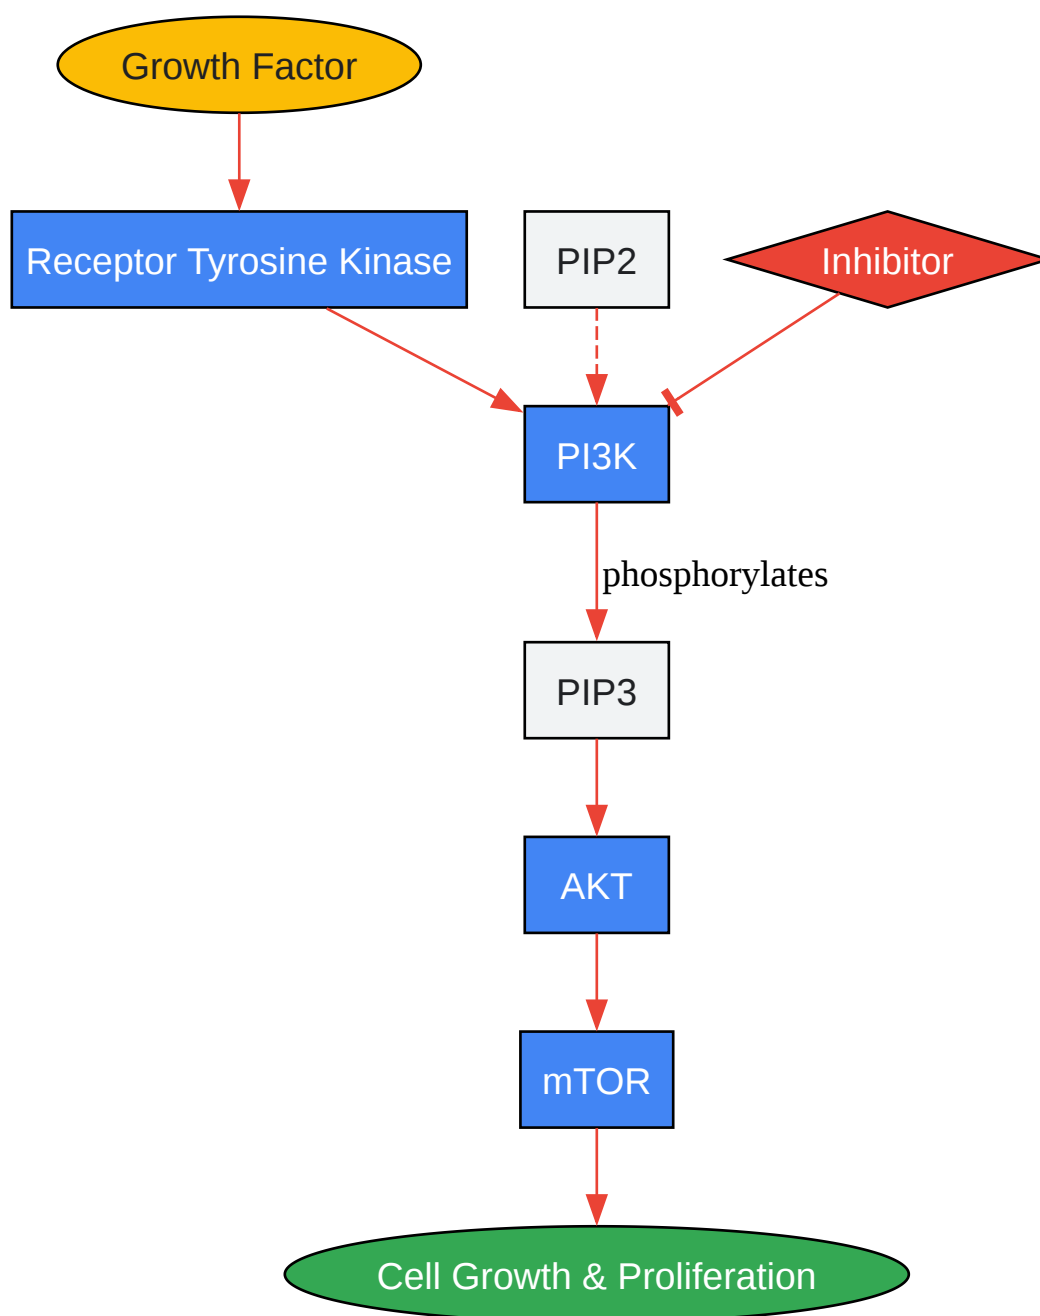 Growth Factor
Receptor Tyrosine Kinase
PIP2
Inhibitor
PI3K
phosphorylates
PIP3
AKT
mTOR
Cell Growth & Proliferation